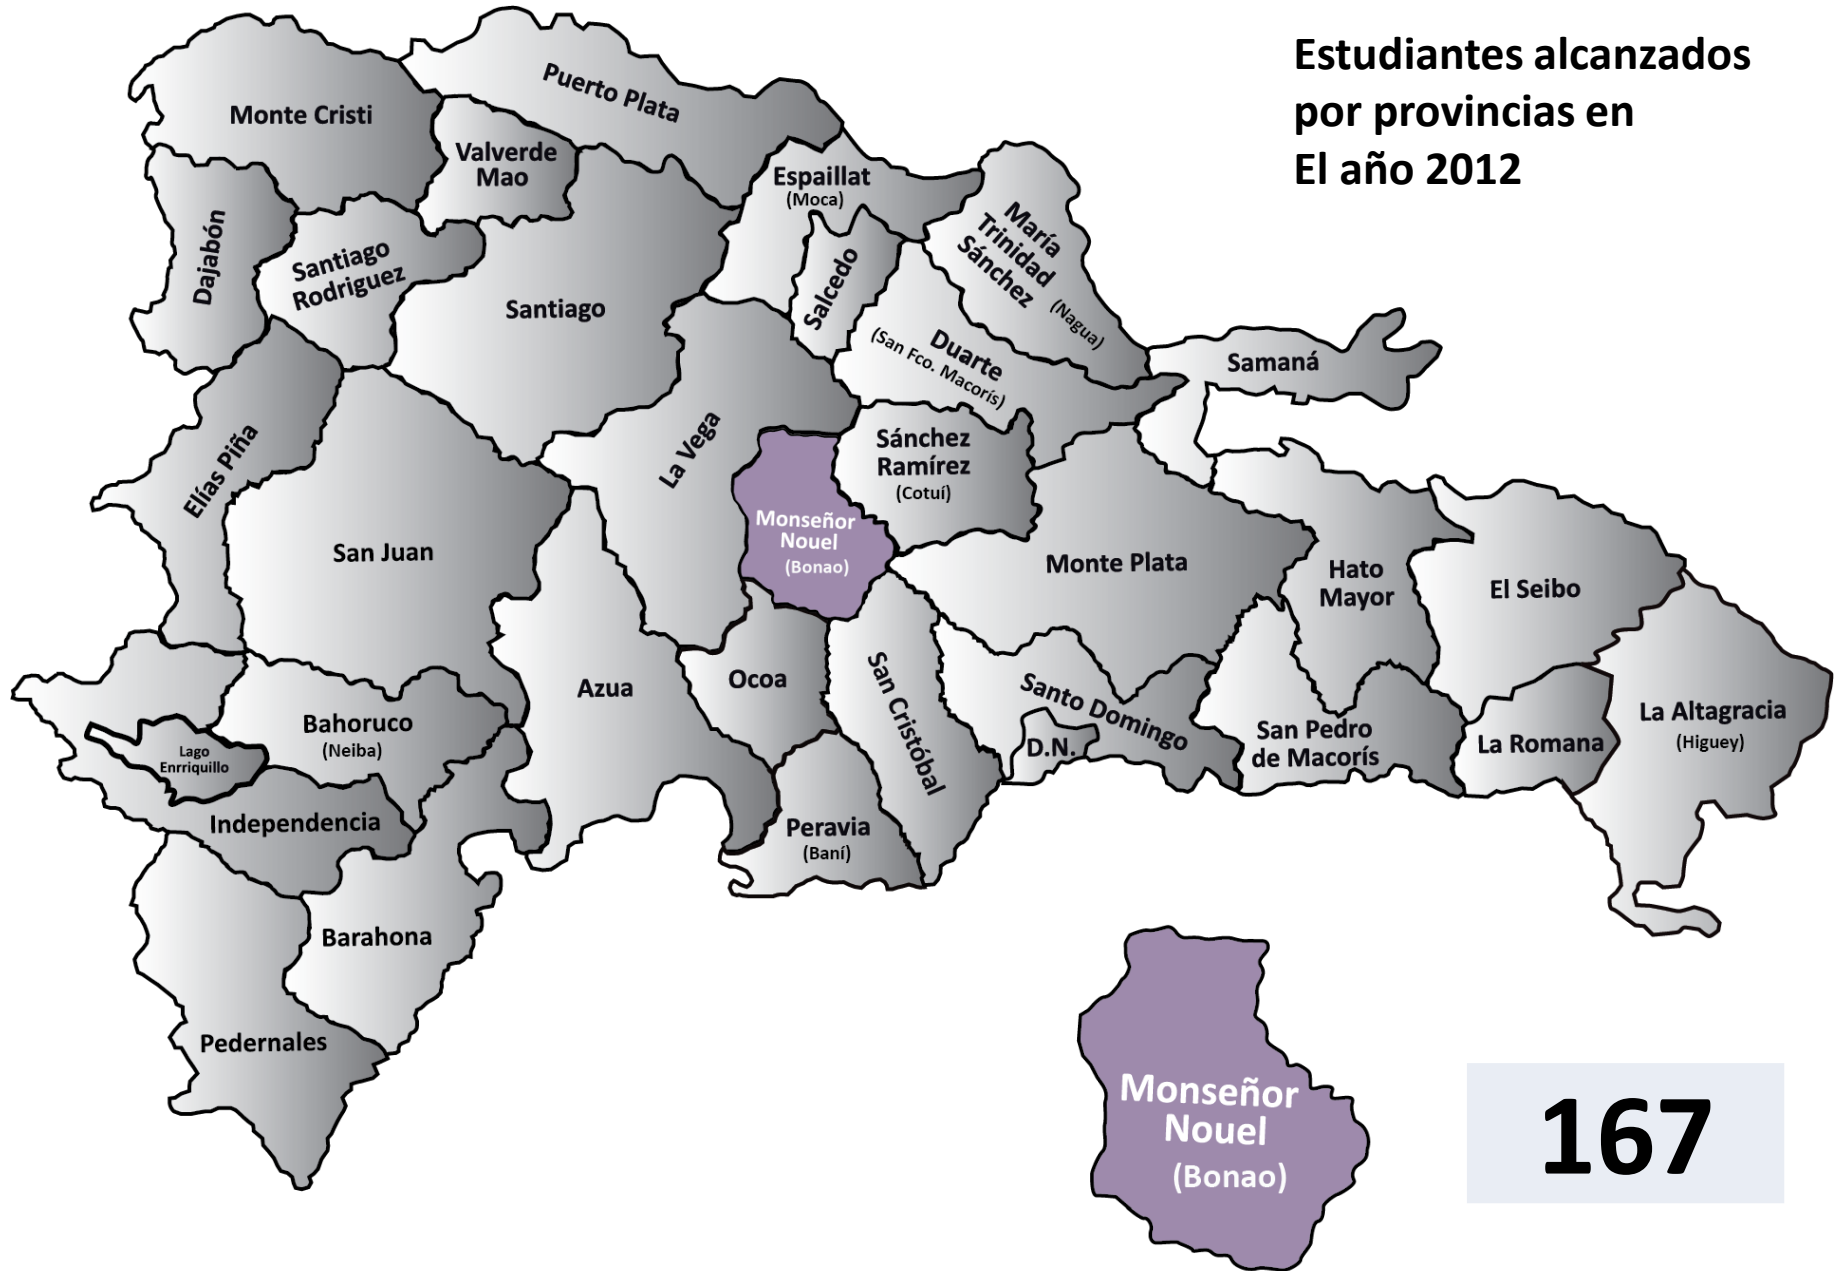 Estudiantes alcanzados
por provincias en
El año 2012
Monte Cristi
Puerto Plata
Valverde
Mao
Espaillat
(Moca)
Dajabón
Santiago
Rodriguez
Santiago
Salcedo
María
Trinidad
Sánchez
(Nagua)
Duarte
(San Fco. Macorís)
Samaná
Elías Piña
La Vega
Sánchez
Ramírez
(Cotuí)
San Juan
Monseñor
Nouel
(Bonao)
Monte Plata
Hato
Mayor
El Seibo
Azua
Ocoa
San Cristóbal
Santo Domingo
D.N.
San Pedro
de Macorís
La Romana
La Altagracia
(Higuey)
Bahoruco
(Neiba)
Lago
Enrriquillo
Independencia
Peravia
(Baní)
Barahona
Pedernales
Monseñor
Nouel
(Bonao)
167